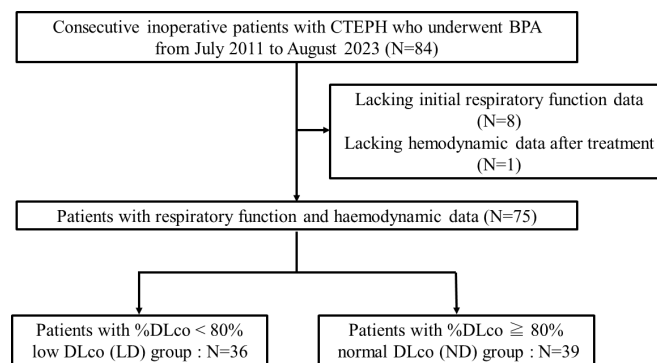 Consecutive inoperative patients with CTEPH who underwent BPA
from July 2011 to August 2023 (N=84)
Lacking initial respiratory function data
(N=8)
Lacking hemodynamic data after treatment
(N=1)
Patients with respiratory function and haemodynamic data (N=75)
Patients with %DLco < 80%
low DLco (LD) group : N=36
Patients with %DLco ≧ 80%
normal DLco (ND) group : N=39